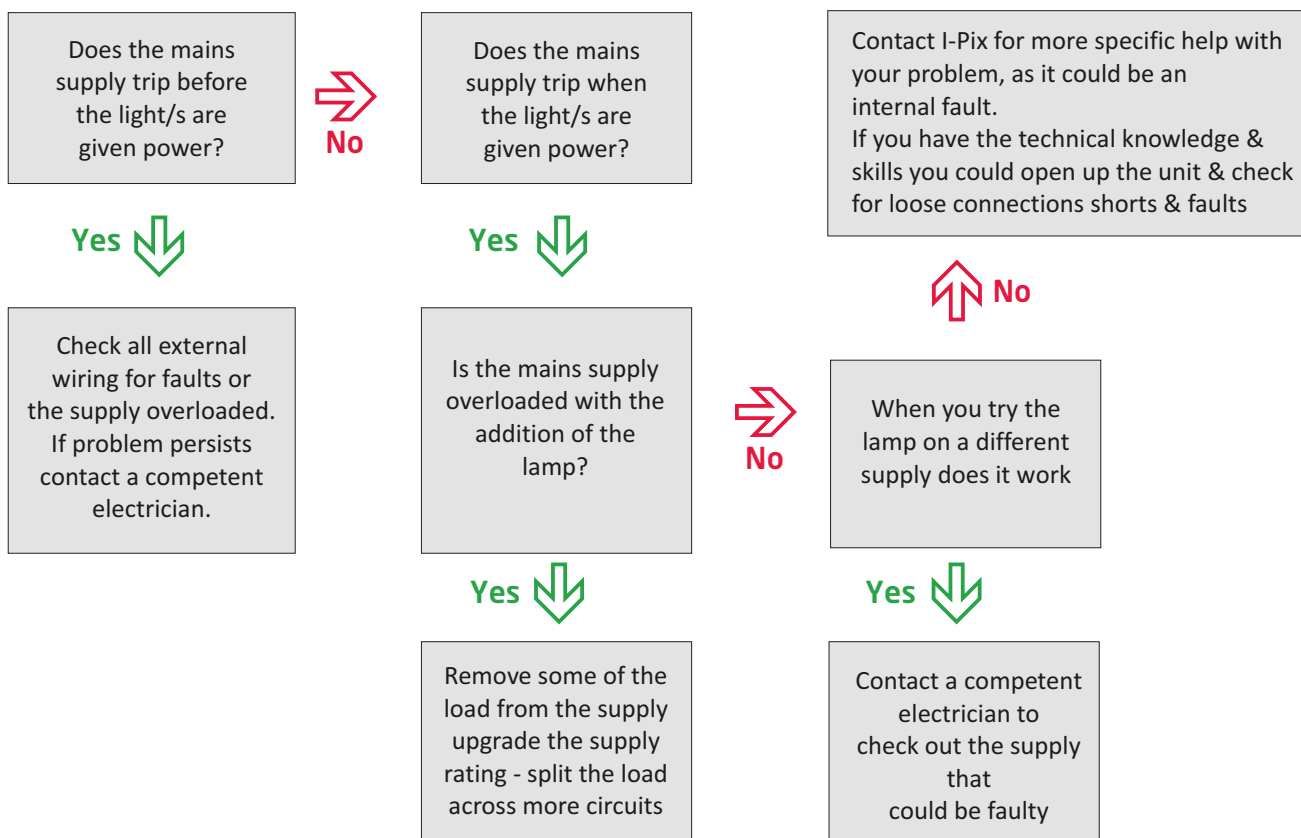 Does the mains
supply trip before
the light/s are
given power?
No
Does the mains
supply trip when
the light/s are
given power?
Contact I-Pix for more specific help with
your problem, as it could be an
internal fault.
If you have the technical knowledge &
skills you could open up the unit & check
for loose connections shorts & faults
Yes
Yes
No
Check all external
wiring for faults or
the supply overloaded.
If problem persists
contact a competent
electrician.
Is the mains supply
overloaded with the
addition of the
lamp?
No
When you try the
lamp on a different
supply does it work
Yes
Yes
Remove some of the
load from the supply
upgrade the supply
rating - split the load
across more circuits
Contact a competent
electrician to
check out the supply
that
could be faulty